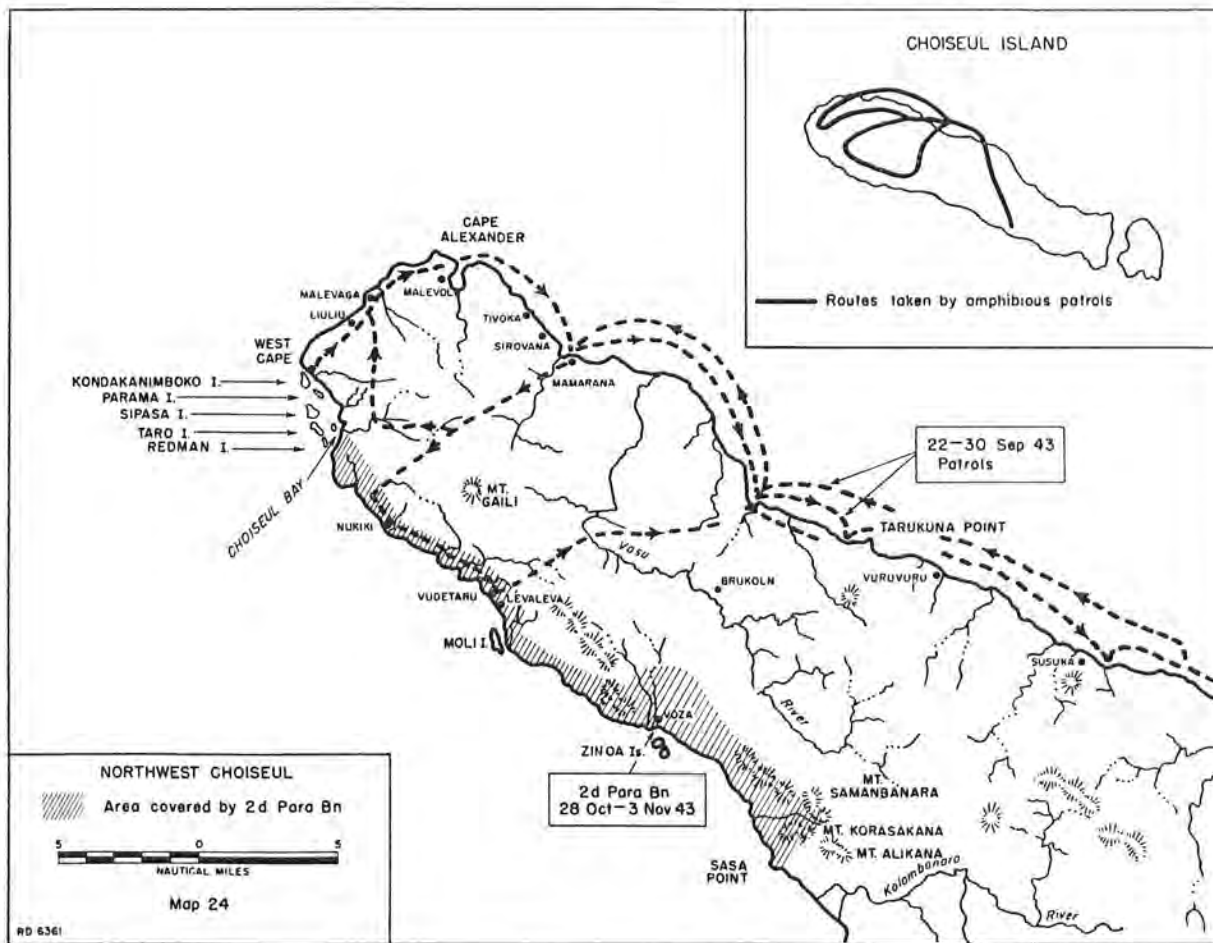 CHOISEUL ISLAND
Routes taken by amphibious patrols
CAPE
ALEXANDER
MALEVAGA
MALEVOL
LIULIU
TIVOKA
SIROVANA
WEST
CAPE
MAMARANA
KONDAKANIMBOKO I.
PARAMA I.
SIPASA I.
TARO I.
REDMAN I.
22–30 Sep 43
Patrols
CHOISEUL BAY
MT.
GAILI
NUKIKI
TARUKUNA POINT
Vasu
BRUKOLN
VURUVURU
VUDETARU
LEVALEVA
MOLI I.
SUSUKA
River
VOZA
ZINOA Is.
2d Para Bn
28 Oct–3 Nov 43
MT.
SAMANBANARA
MT. KORASAKANA
MT. ALIKANA
SASA
POINT
Kolombanara
River
NORTHWEST CHOISEUL
Area covered by 2d Para Bn
5 0 5
NAUTICAL MILES
Map 24
RD 6361